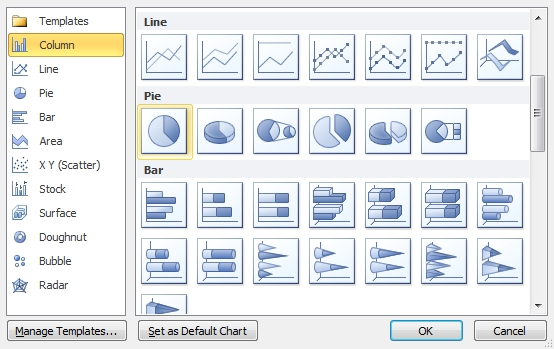 Templates
Column
Line
Pie
Bar
Area
X Y (Scatter)
Stock
Surface
Doughnut
Bubble
Radar
Line
Pie
Bar
Manage Templates...
Set as Default Chart
OK
Cancel